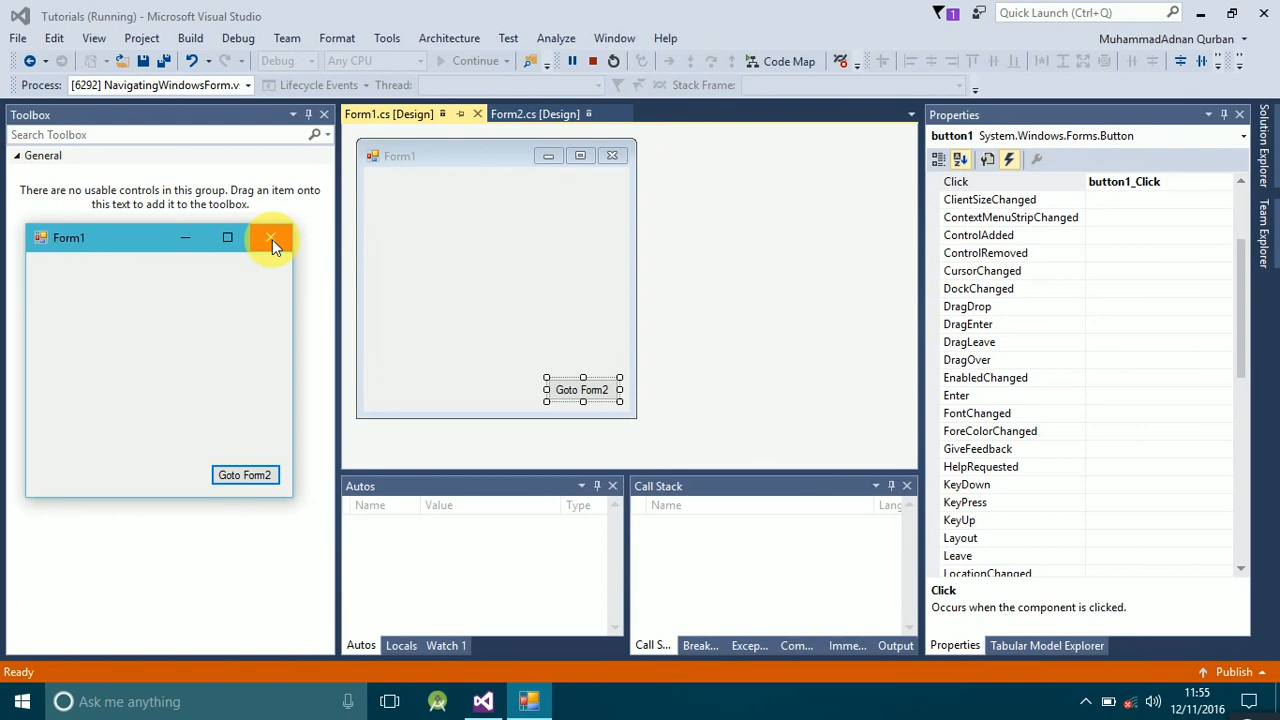 Tutorials (Running) - Microsoft Visual Studio
1
Quick Launch (Ctrl+Q)
File Edit View Project Build Debug Team Format Tools Architecture Test Analyze Window Help
MuhammadAdnan Qurban
Debug Any CPU Continue Code Map
Process: [6292] NavigatingWindowsForm.v Lifecycle Events Thread: Stack Frame:
Toolbox
Search Toolbox
General
There are no usable controls in this group. Drag an item onto
this text to add it to the toolbox.
Form1
Goto Form2
Form1.cs [Design] Form2.cs [Design]
Form1
Goto Form2
Autos
Name Value Type
Autos Locals Watch 1
Call Stack
Name Lang
Call S... Break... Excep... Com... Imme... Output
Properties
button1 System.Windows.Forms.Button
Click button1_Click
ClientSizeChanged
ContextMenuStripChanged
ControlAdded
ControlRemoved
CursorChanged
DockChanged
DragDrop
DragEnter
DragLeave
DragOver
EnabledChanged
Enter
FontChanged
ForeColorChanged
GiveFeedback
HelpRequested
KeyDown
KeyPress
KeyUp
Layout
Leave
LocationChanged
Click
Occurs when the component is clicked.
Properties Tabular Model Explorer
Solution Explorer
Team Explorer
Ready
Publish
Ask me anything
11:55
12/11/2016